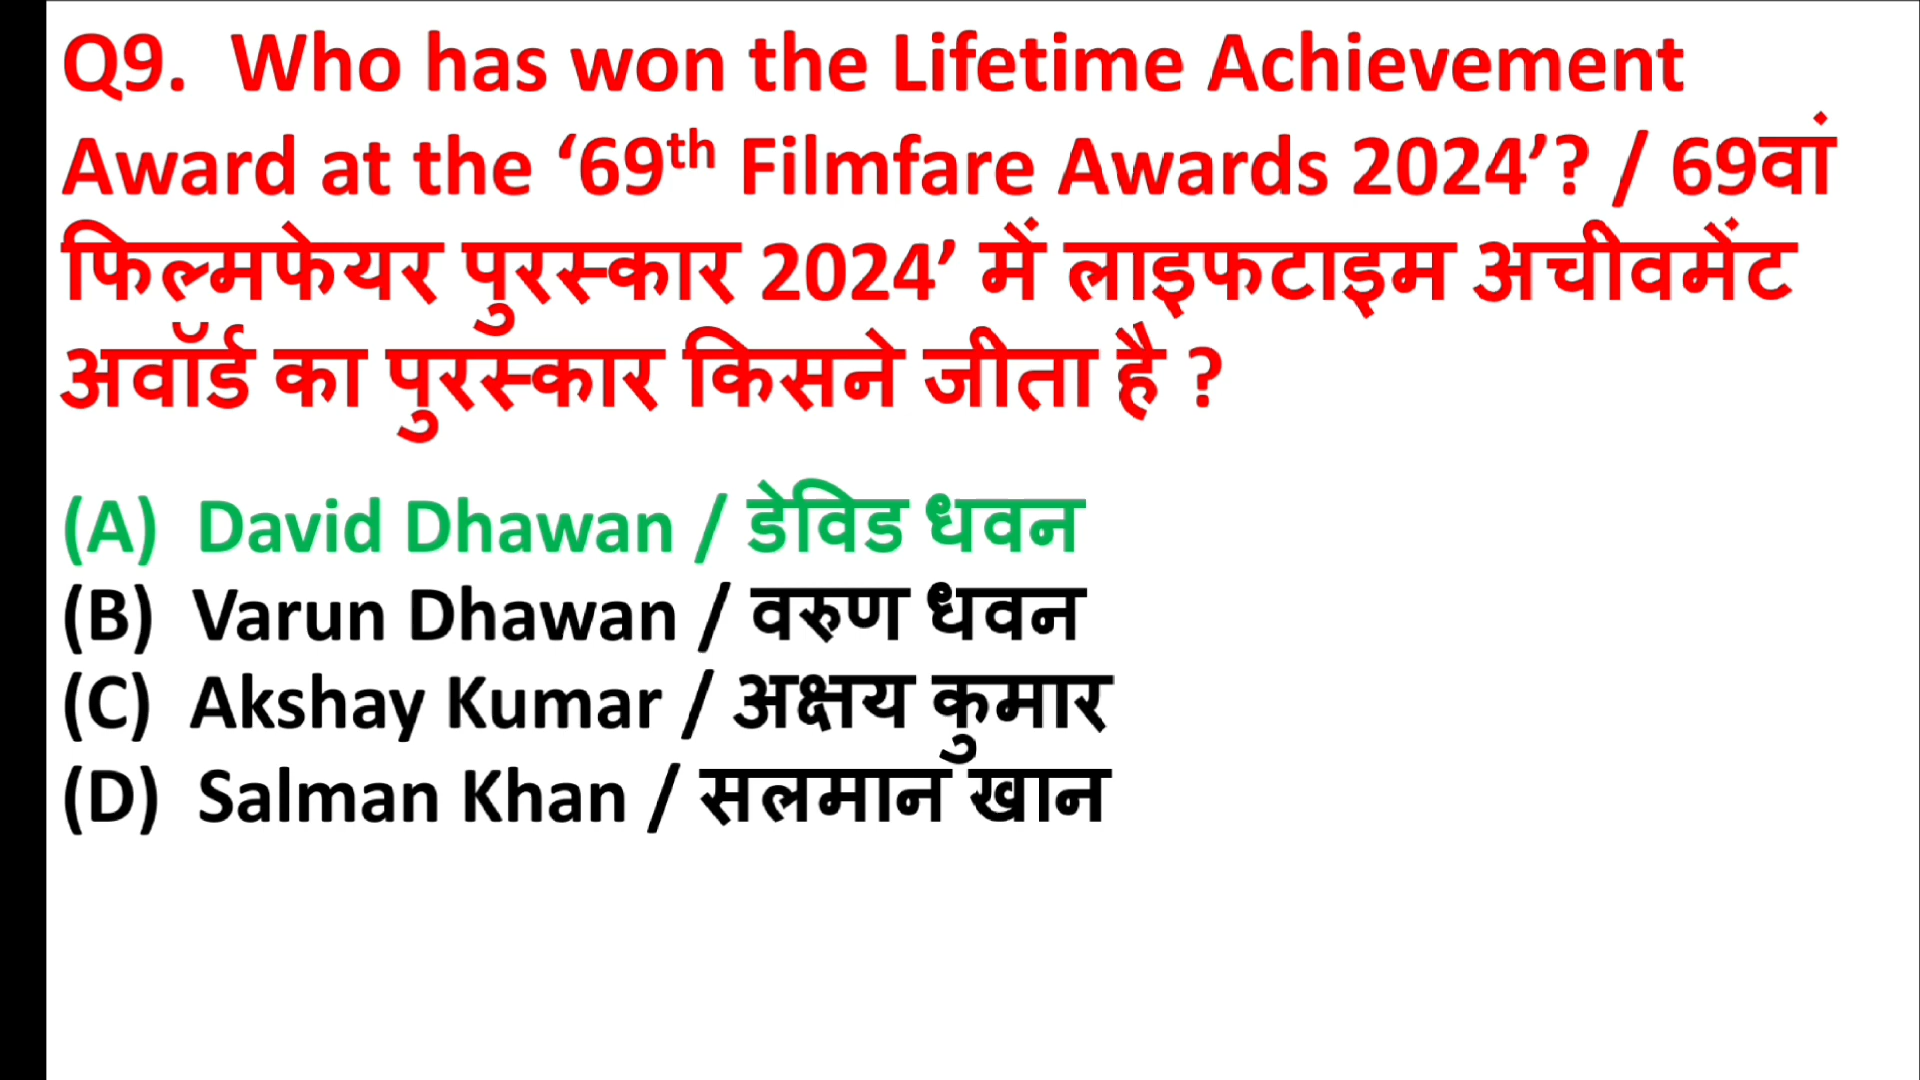 Q9. Who has won the Lifetime Achievement
Award at the ‘69th Filmfare Awards 2024’? / 69वां
फिल्मफेयर पुरस्कार 2024’ में लाइफटाइम अचीवमेंट
अवॉर्ड का पुरस्कार किसने जीता है ?
(A) David Dhawan / डेविड धवन
(B) Varun Dhawan / वरुण धवन
(C) Akshay Kumar / अक्षय कुमार
(D) Salman Khan / सलमान खान